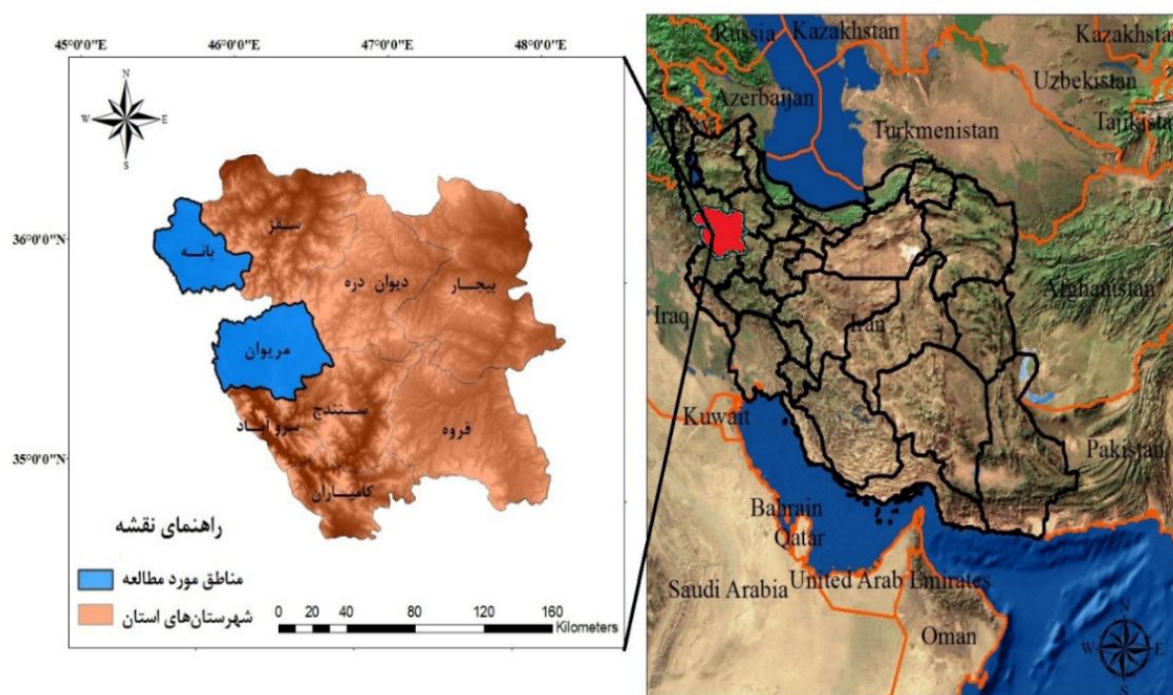 45°0'0"E 46°0'0"E 47°0'0"E 48°0'0"E
N
W E
S
36°0'0"N
35°0'0"N
سقز
بانه
دیوان دره
بیجار
مریوان
سنندج
سرو آباد
قروه
کامیاران
راهنمای نقشه
مناطق مورد مطالعه
شهرستان‌های استان
0 20 40 80 120 160
Kilometers
Russia Kazakhstan Kazakhstan
Uzbekistan
Azerbaijan
Tajikista
Turkmenistan
Afghanistan
Iraq Iran
Kuwait
Pakistan
Bahrain
Qatar
Saudi Arabia United Arab Emirates
Oman
N
W E
S